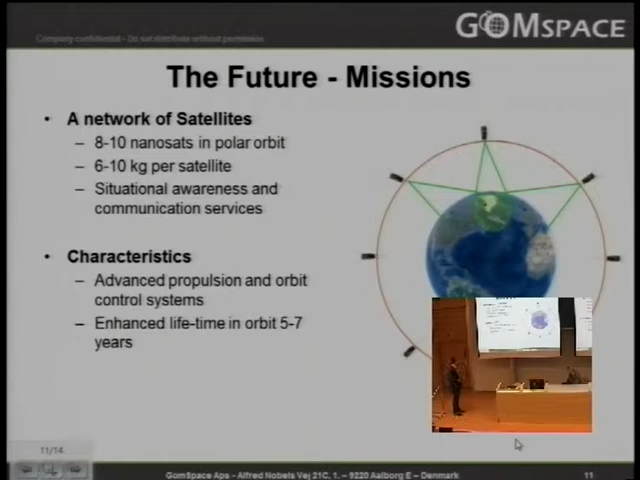 Company confidential - Do not distribute without permission
GOMSPACE
The Future - Missions
• A network of Satellites
– 8-10 nanosats in polar orbit
– 6-10 kg per satellite
– Situational awareness and
communication services
• Characteristics
– Advanced propulsion and orbit
control systems
– Enhanced life-time in orbit 5-7
years
11/14
GomSpace Aps - Alfred Nobels Vej 21C, 1. – 9220 Aalborg E – Denmark
11